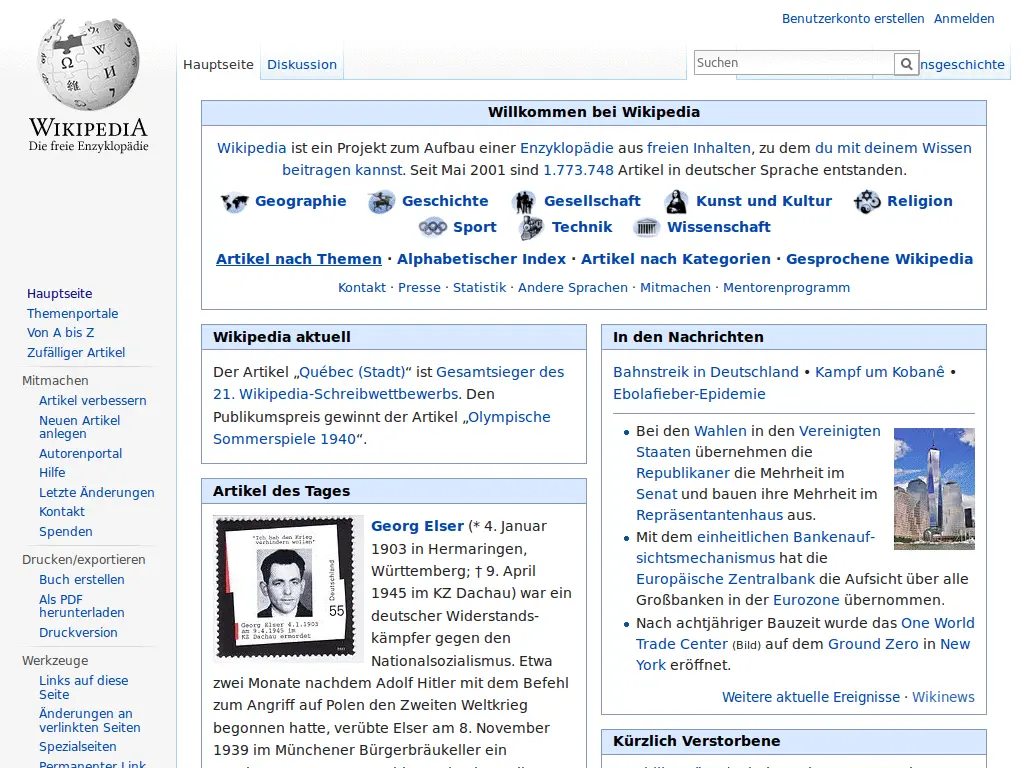 Benutzerkonto erstellen Anmelden
WIKIPEDIA
Die freie Enzyklopädie
Hauptseite Diskussion
Suchen
nsgeschichte
Willkommen bei Wikipedia
Wikipedia ist ein Projekt zum Aufbau einer Enzyklopädie aus freien Inhalten, zu dem du mit deinem Wissen
beitragen kannst. Seit Mai 2001 sind 1.773.748 Artikel in deutscher Sprache entstanden.
Geographie Geschichte Gesellschaft Kunst und Kultur Religion
Sport Technik Wissenschaft
Artikel nach Themen · Alphabetischer Index · Artikel nach Kategorien · Gesprochene Wikipedia
Kontakt · Presse · Statistik · Andere Sprachen · Mitmachen · Mentorenprogramm
Hauptseite
Themenportale
Von A bis Z
Zufälliger Artikel
Mitmachen
Artikel verbessern
Neuen Artikel
anlegen
Autorenportal
Hilfe
Letzte Änderungen
Kontakt
Spenden
Drucken/exportieren
Buch erstellen
Als PDF
herunterladen
Druckversion
Werkzeuge
Links auf diese
Seite
Änderungen an
verlinkten Seiten
Spezialseiten
Permanenter Link
Wikipedia aktuell
Der Artikel „Québec (Stadt)“ ist Gesamtsieger des
21. Wikipedia-Schreibwettbewerbs. Den
Publikumspreis gewinnt der Artikel „Olympische
Sommerspiele 1940“.
Artikel des Tages
"Ich hab den Krieg
verhindern wollen"
Deutschland
55
Georg Elser 4.1.1903
am 9.4.1945 im
KZ Dachau ermordet
Georg Elser (* 4. Januar
1903 in Hermaringen,
Württemberg; † 9. April
1945 im KZ Dachau) war ein
deutscher Widerstands-
kämpfer gegen den
Nationalsozialismus. Etwa
zwei Monate nachdem Adolf Hitler mit dem Befehl
zum Angriff auf Polen den Zweiten Weltkrieg
begonnen hatte, verübte Elser am 8. November
1939 im Münchener Bürgerbräukeller ein
In den Nachrichten
Bahnstreik in Deutschland • Kampf um Kobanê •
Ebolafieber-Epidemie
• Bei den Wahlen in den Vereinigten
Staaten übernehmen die
Republikaner die Mehrheit im
Senat und bauen ihre Mehrheit im
Repräsentantenhaus aus.
• Mit dem einheitlichen Bankenauf-
sichtsmechanismus hat die
Europäische Zentralbank die Aufsicht über alle
Großbanken in der Eurozone übernommen.
• Nach achtjähriger Bauzeit wurde das One World
Trade Center (Bild) auf dem Ground Zero in New
York eröffnet.
Weitere aktuelle Ereignisse · Wikinews
Kürzlich Verstorbene